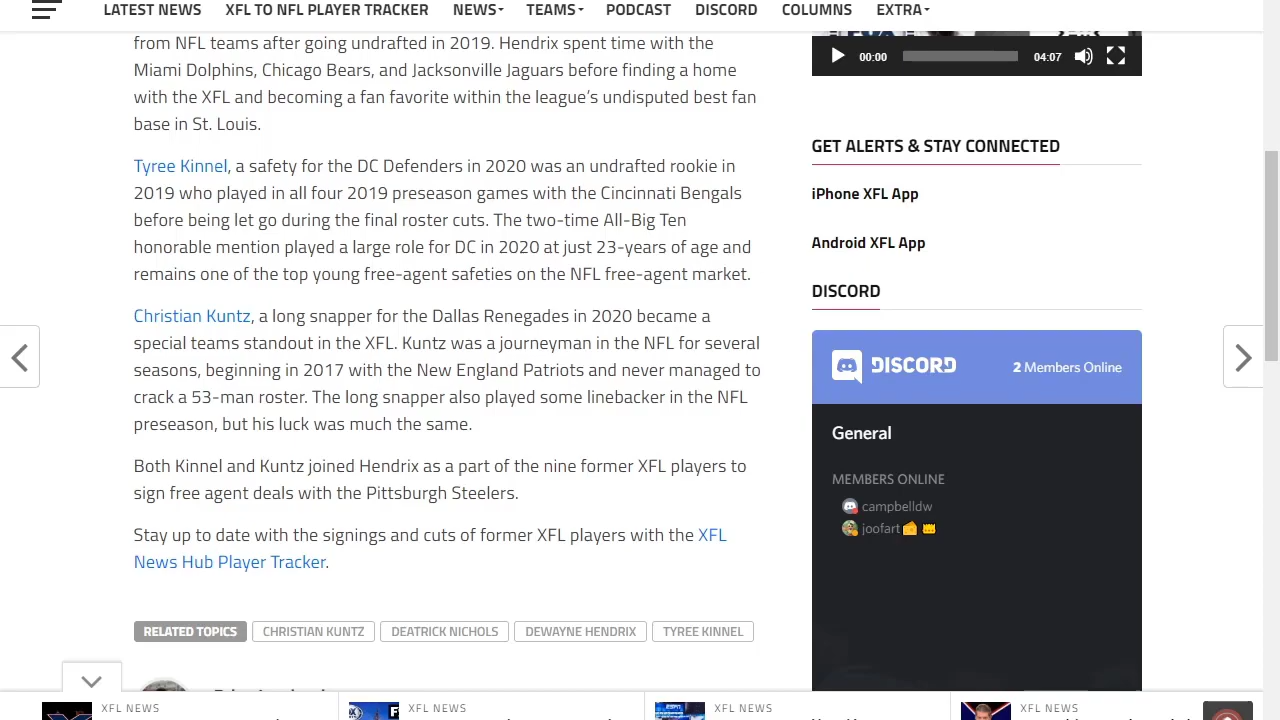 LATEST NEWS XFL TO NFL PLAYER TRACKER NEWS TEAMS PODCAST DISCORD COLUMNS EXTRA
from NFL teams after going undrafted in 2019. Hendrix spent time with the
Miami Dolphins, Chicago Bears, and Jacksonville Jaguars before finding a home
with the XFL and becoming a fan favorite within the league's undisputed best fan
base in St. Louis.
Tyree Kinnel, a safety for the DC Defenders in 2020 was an undrafted rookie in
2019 who played in all four 2019 preseason games with the Cincinnati Bengals
before being let go during the final roster cuts. The two-time All-Big Ten
honorable mention played a large role for DC in 2020 at just 23-years of age and
remains one of the top young free-agent safeties on the NFL free-agent market.
Christian Kuntz, a long snapper for the Dallas Renegades in 2020 became a
special teams standout in the XFL. Kuntz was a journeyman in the NFL for several
seasons, beginning in 2017 with the New England Patriots and never managed to
crack a 53-man roster. The long snapper also played some linebacker in the NFL
preseason, but his luck was much the same.
Both Kinnel and Kuntz joined Hendrix as a part of the nine former XFL players to
sign free agent deals with the Pittsburgh Steelers.
Stay up to date with the signings and cuts of former XFL players with the XFL
News Hub Player Tracker.
RELATED TOPICS CHRISTIAN KUNTZ DEATRICK NICHOLS DEWAYNE HENDRIX TYREE KINNEL
00:00 04:07
GET ALERTS & STAY CONNECTED
iPhone XFL App
Android XFL App
DISCORD
DISCORD 2 Members Online
General
MEMBERS ONLINE
campbelldw
joofart
XFL NEWS XFL NEWS XFL NEWS XFL NEWS